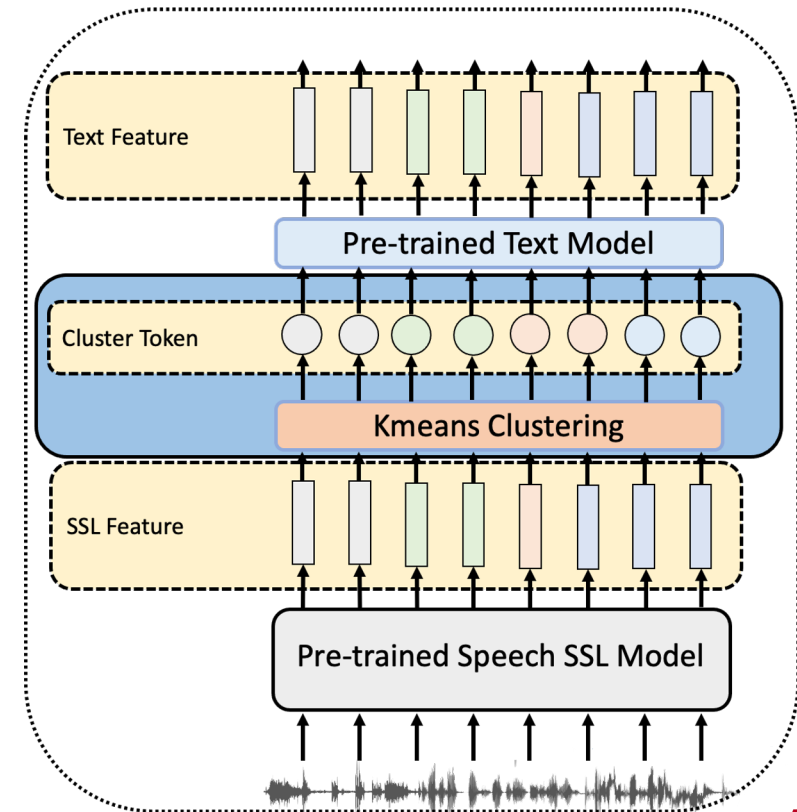 Text Feature
Pre-trained Text Model
Cluster Token
Kmeans Clustering
SSL Feature
Pre-trained Speech SSL Model